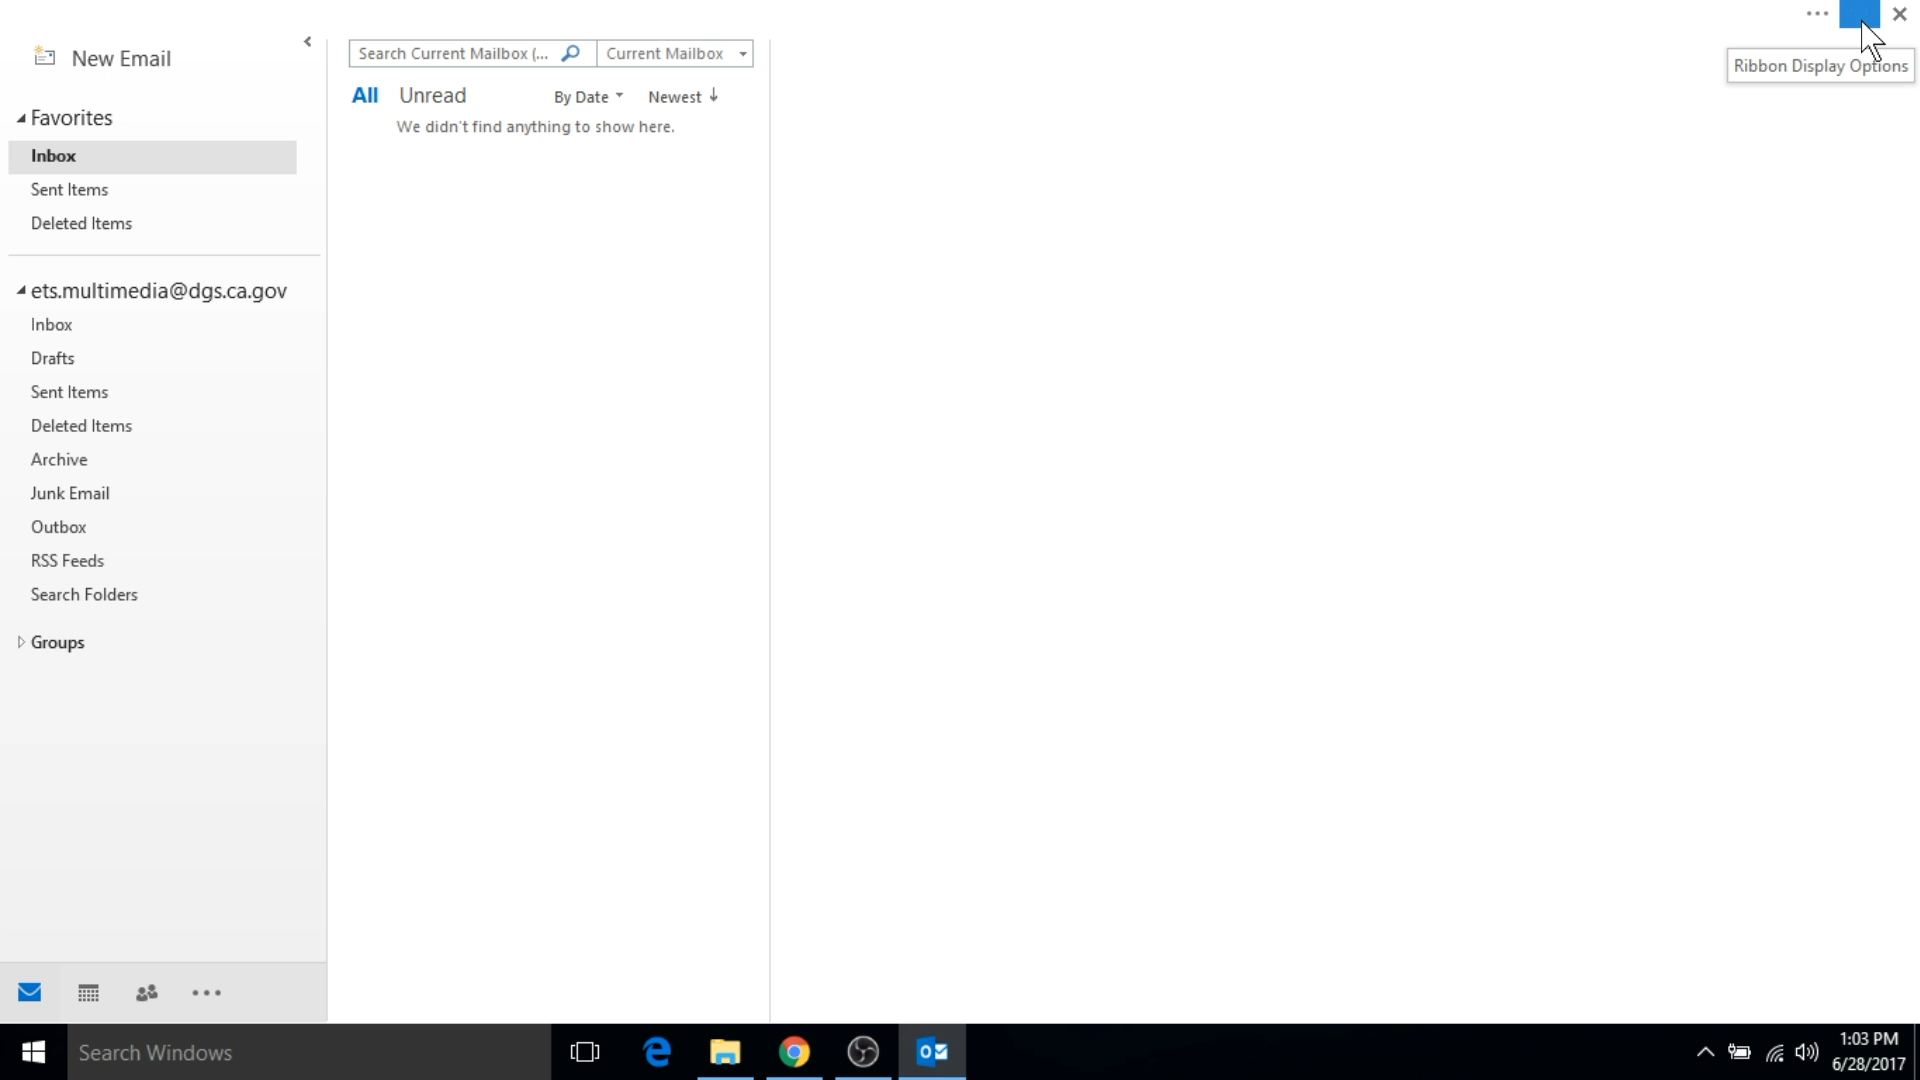 Ribbon Display Options
New Email
Favorites
Inbox
Sent Items
Deleted Items
ets.multimedia@dgs.ca.gov
Inbox
Drafts
Sent Items
Deleted Items
Archive
Junk Email
Outbox
RSS Feeds
Search Folders
Groups
Search Current Mailbox (... Current Mailbox
All Unread By Date Newest
We didn't find anything to show here.
Search Windows
1:03 PM
6/28/2017